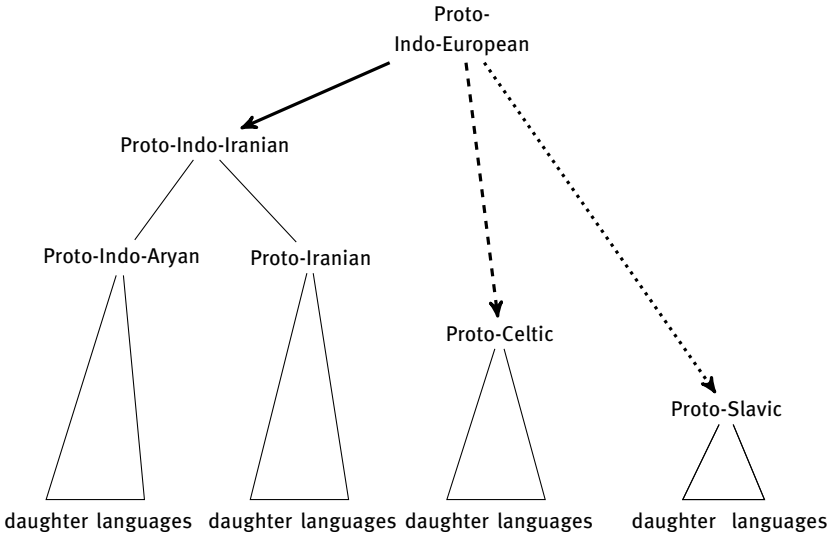 Proto-
Indo-European
Proto-Indo-Iranian
Proto-Indo-Aryan
Proto-Iranian
Proto-Celtic
Proto-Slavic
daughter languages
daughter languages
daughter languages
daughter languages